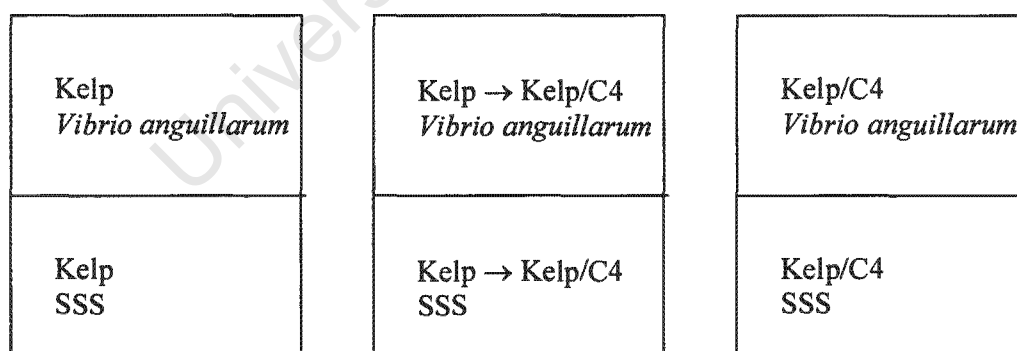 Kelp
Vibrio anguillarum
Kelp → Kelp/C4
Vibrio anguillarum
Kelp/C4
Vibrio anguillarum
Kelp
SSS
Kelp → Kelp/C4
SSS
Kelp/C4
SSS